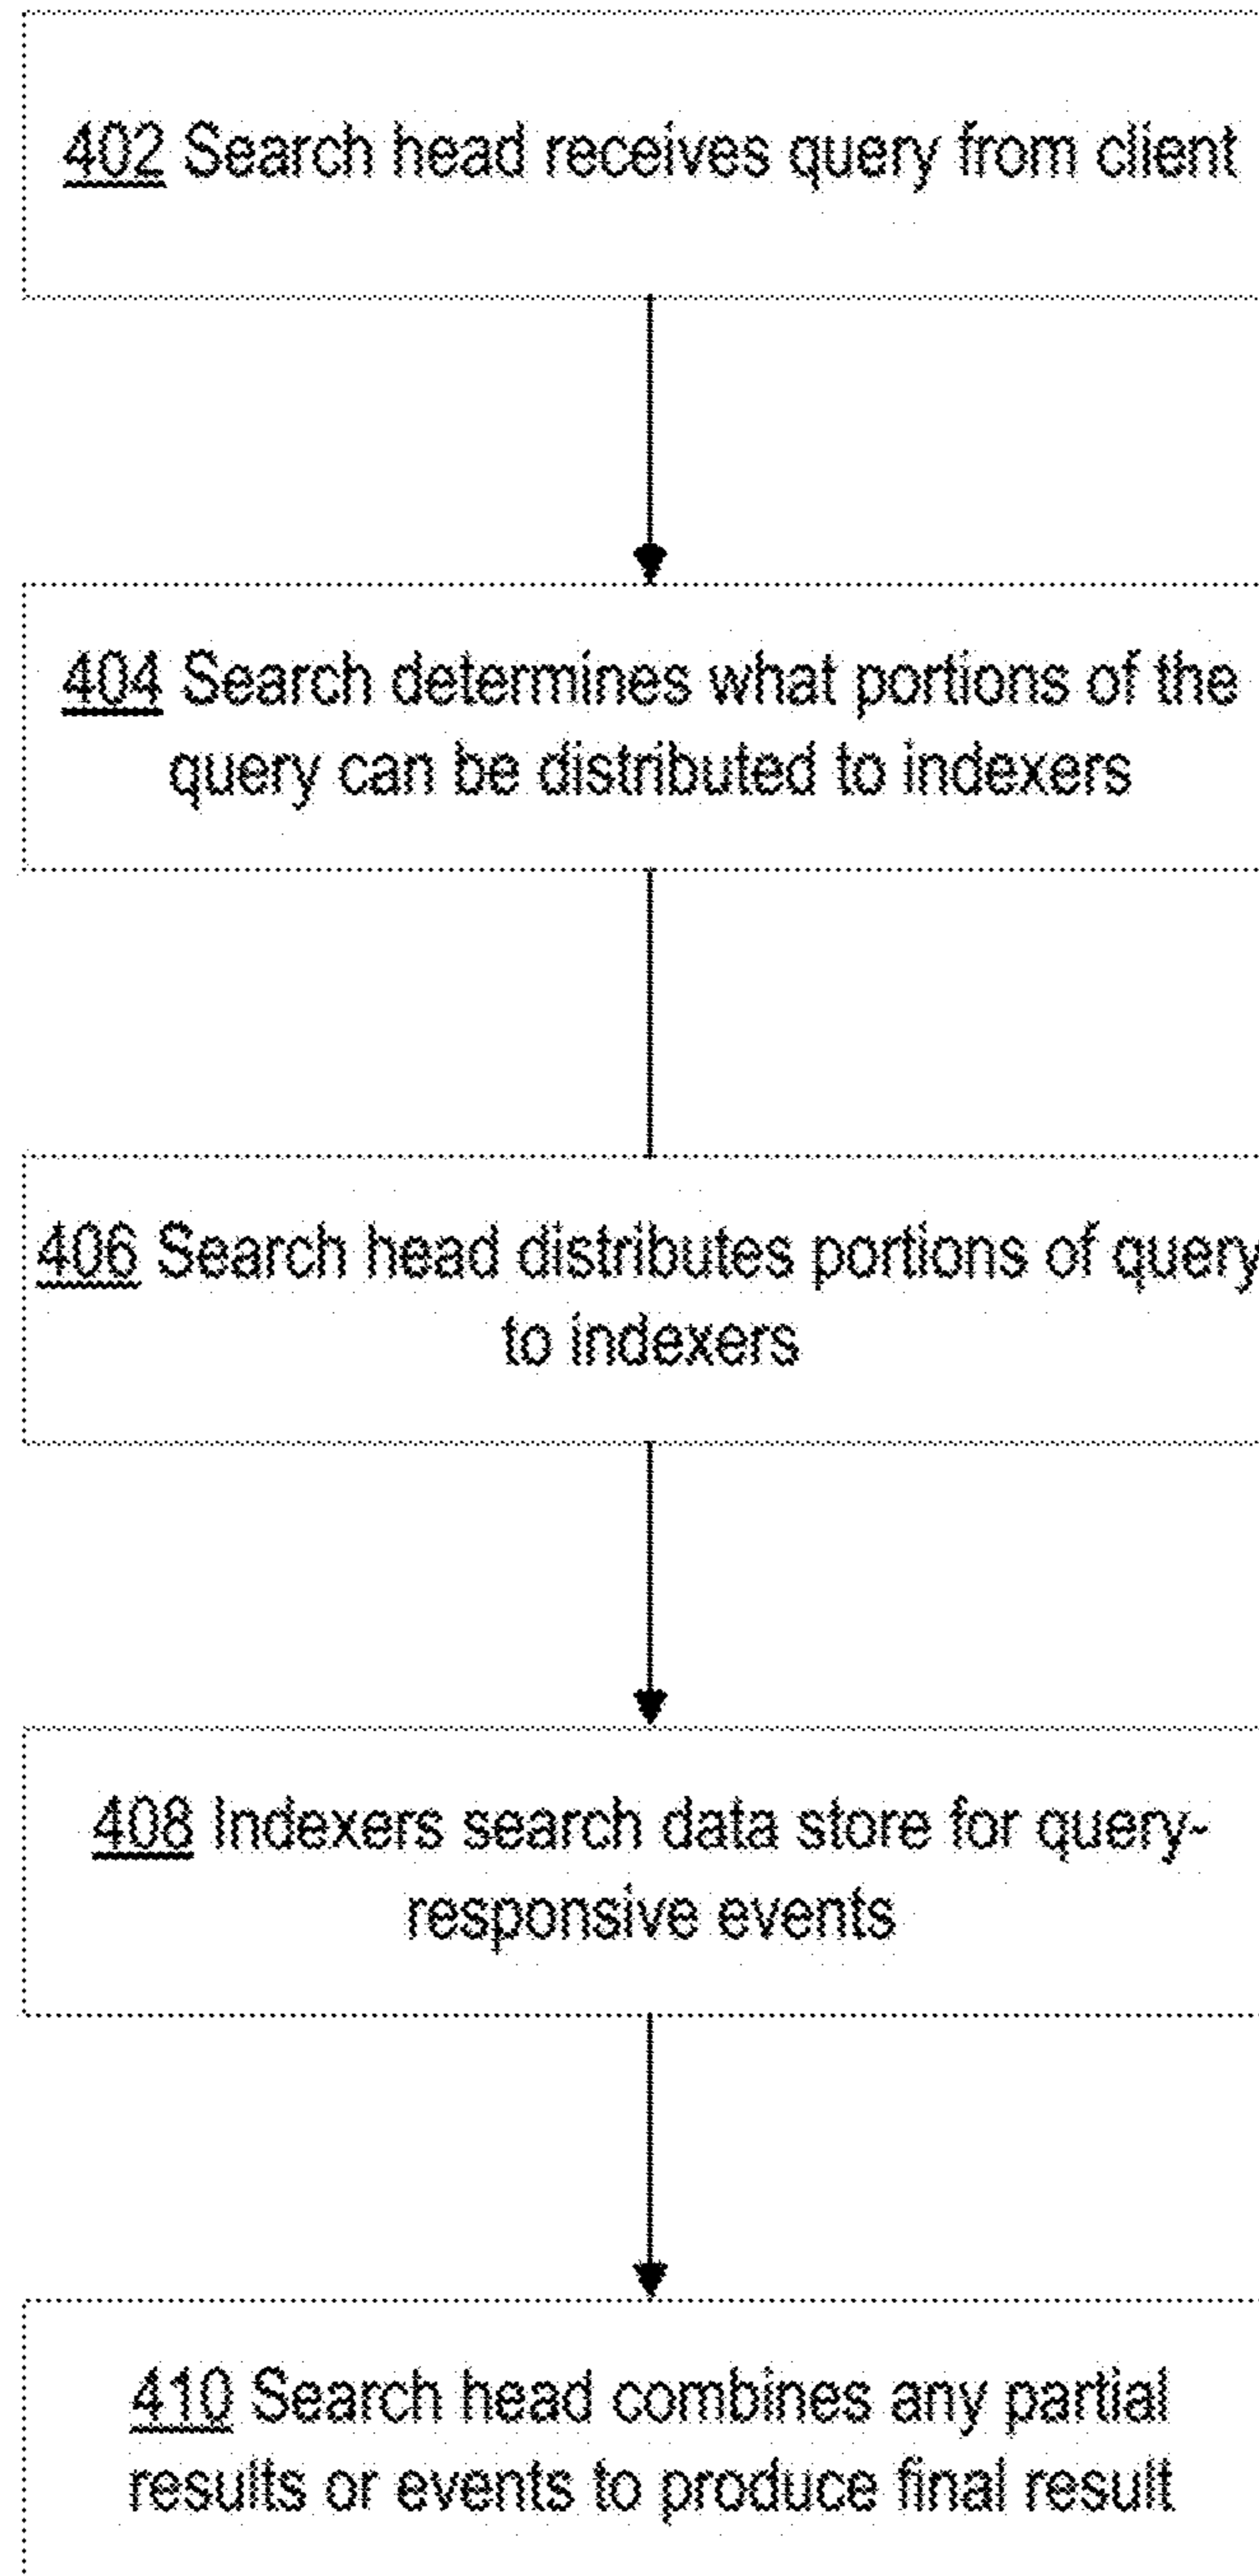 402 Search head receives query from client
404 Search determines what portions of the
query can be distributed to indexers
406 Search head distributes portions of query
to indexers
408 Indexers search data store for query-
responsive events
410 Search head combines any partial
results or events to produce final result